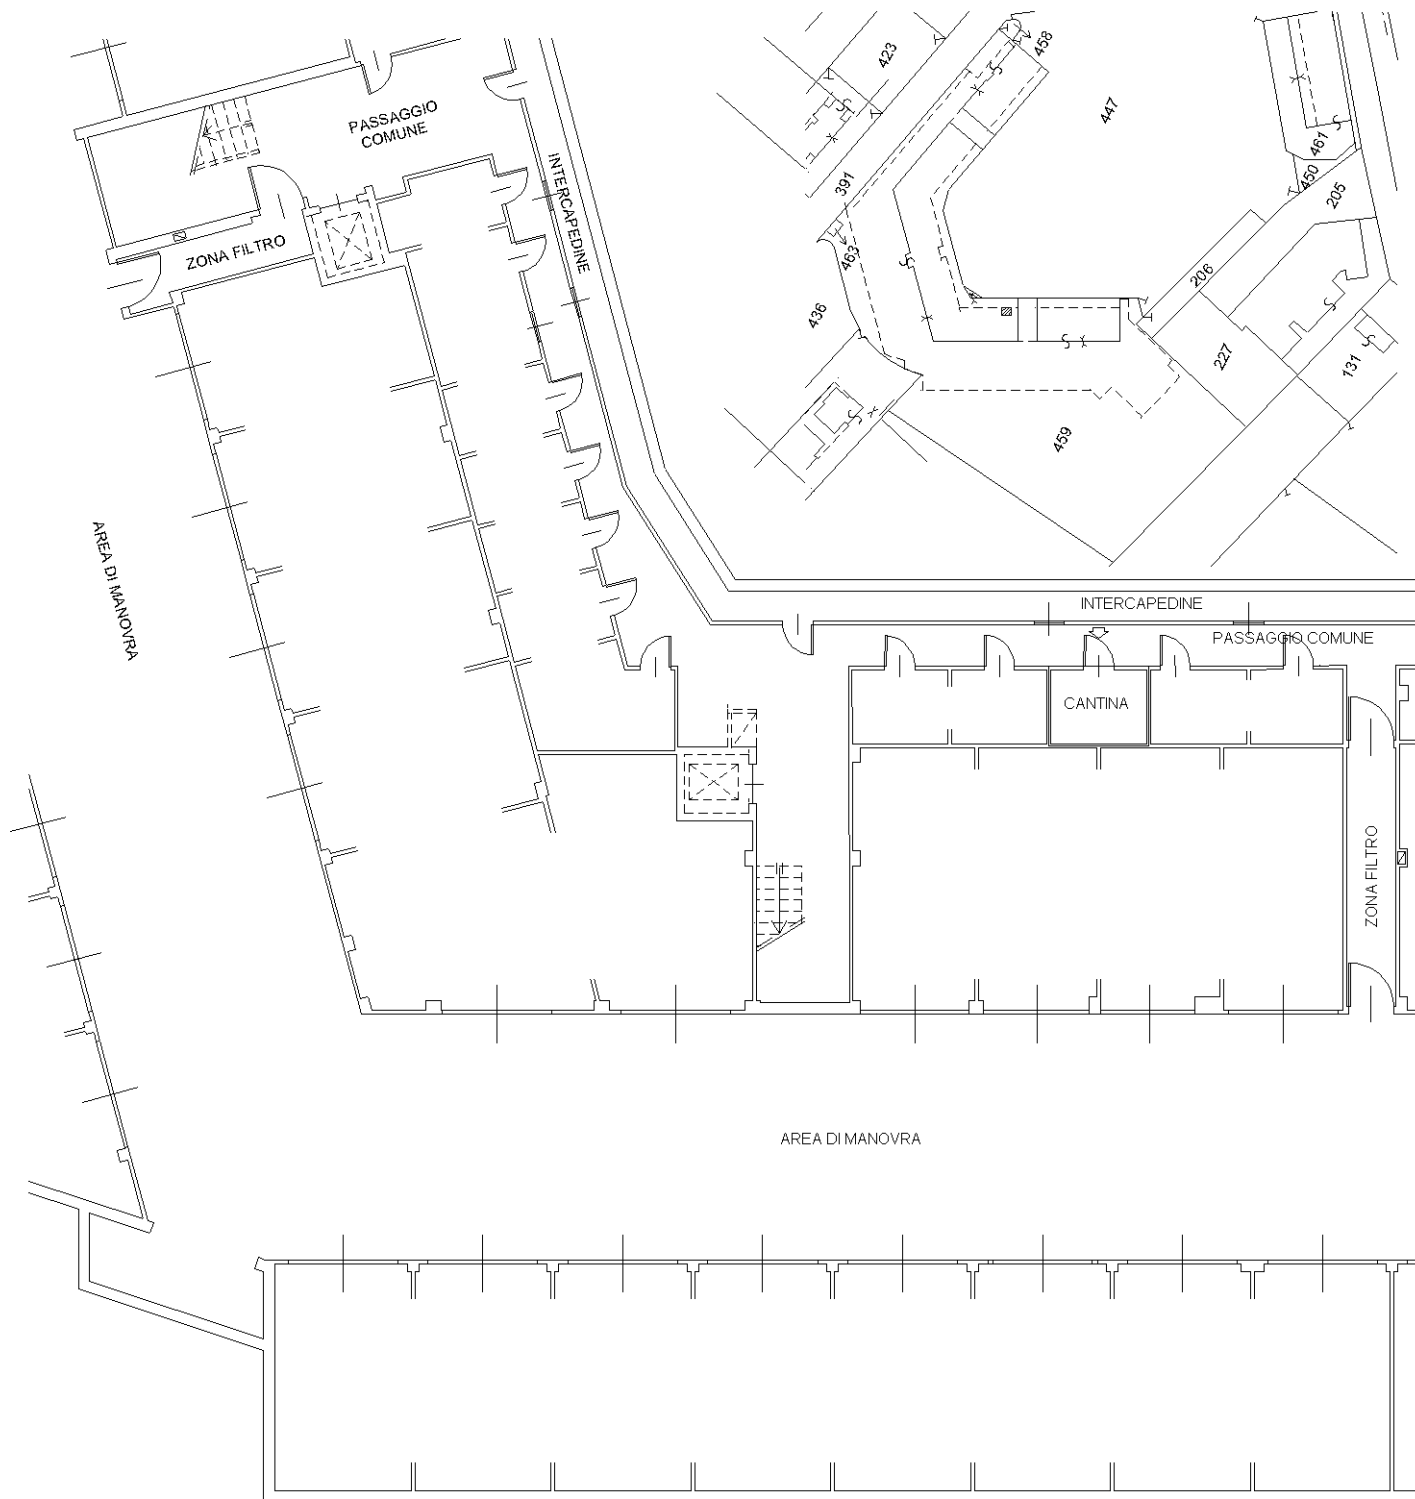 PASSAGGIO
COMUNE
INTERCAPEDINE
ZONA FILTRO
AREA DI MANOVRA
423
458
447
461
450
205
391
463
436
206
227
131
459
INTERCAPEDINE
PASSAGGIO COMUNE
CANTINA
ZONA FILTRO
AREA DI MANOVRA